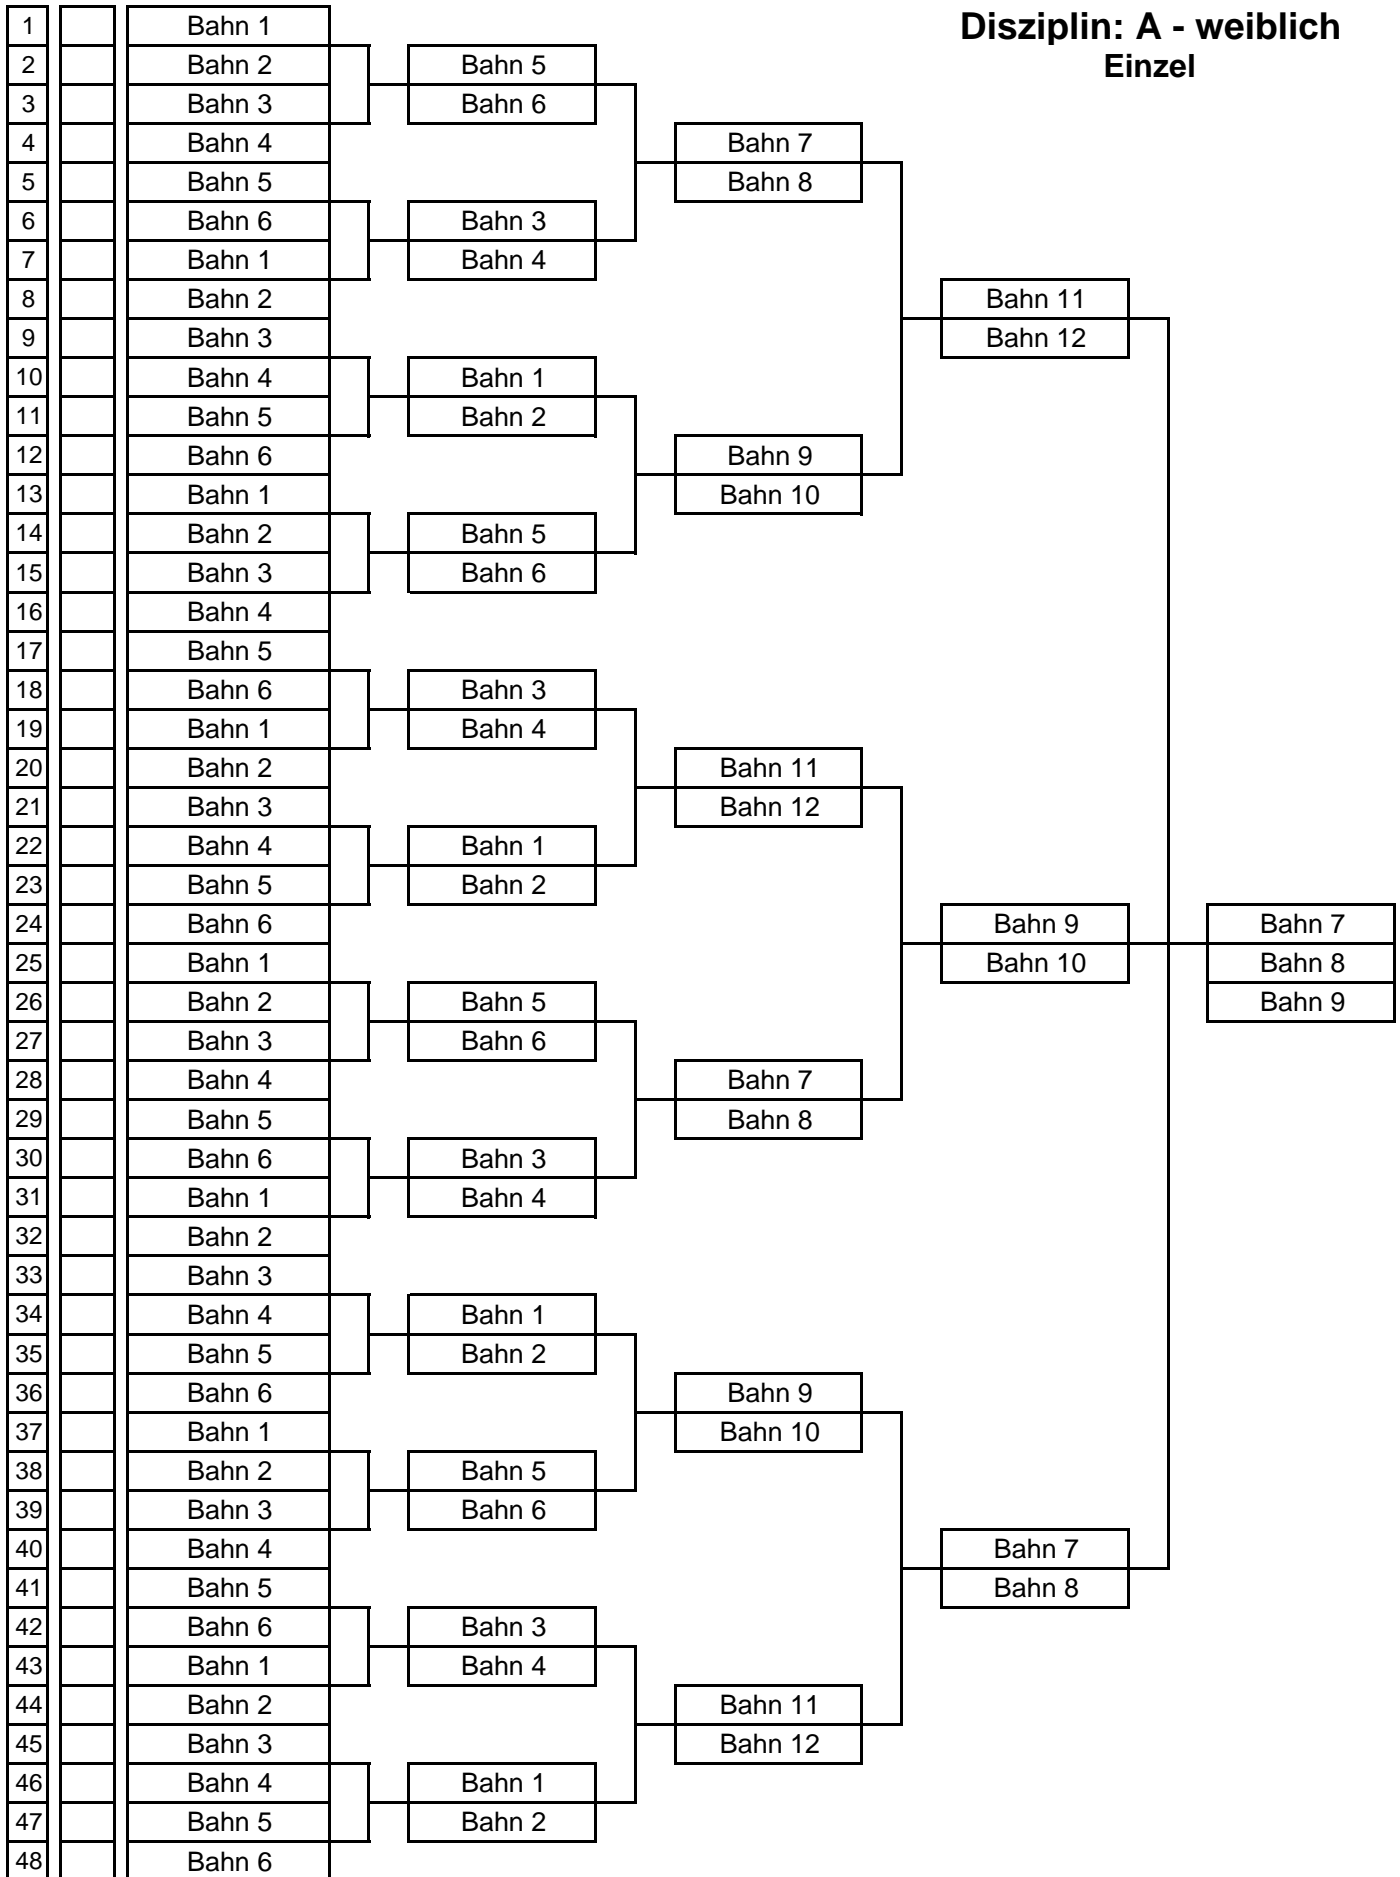 Disziplin: A - weiblich
Einzel
1 Bahn 1
2 Bahn 2 Bahn 5
3 Bahn 3 Bahn 6
4 Bahn 4 Bahn 7
5 Bahn 5 Bahn 8
6 Bahn 6 Bahn 3
7 Bahn 1 Bahn 4
8 Bahn 2 Bahn 11
9 Bahn 3 Bahn 12
10 Bahn 4 Bahn 1
11 Bahn 5 Bahn 2
12 Bahn 6 Bahn 9
13 Bahn 1 Bahn 10
14 Bahn 2 Bahn 5
15 Bahn 3 Bahn 6
16 Bahn 4
17 Bahn 5
18 Bahn 6 Bahn 3
19 Bahn 1 Bahn 4
20 Bahn 2 Bahn 11
21 Bahn 3 Bahn 12
22 Bahn 4 Bahn 1
23 Bahn 5 Bahn 2
24 Bahn 6 Bahn 9 Bahn 7
25 Bahn 1 Bahn 10 Bahn 8
26 Bahn 2 Bahn 5 Bahn 9
27 Bahn 3 Bahn 6
28 Bahn 4 Bahn 7
29 Bahn 5 Bahn 8
30 Bahn 6 Bahn 3
31 Bahn 1 Bahn 4
32 Bahn 2
33 Bahn 3
34 Bahn 4 Bahn 1
35 Bahn 5 Bahn 2
36 Bahn 6 Bahn 9
37 Bahn 1 Bahn 10
38 Bahn 2 Bahn 5
39 Bahn 3 Bahn 6
40 Bahn 4 Bahn 7
41 Bahn 5 Bahn 8
42 Bahn 6 Bahn 3
43 Bahn 1 Bahn 4
44 Bahn 2 Bahn 11
45 Bahn 3 Bahn 12
46 Bahn 4 Bahn 1
47 Bahn 5 Bahn 2
48 Bahn 6